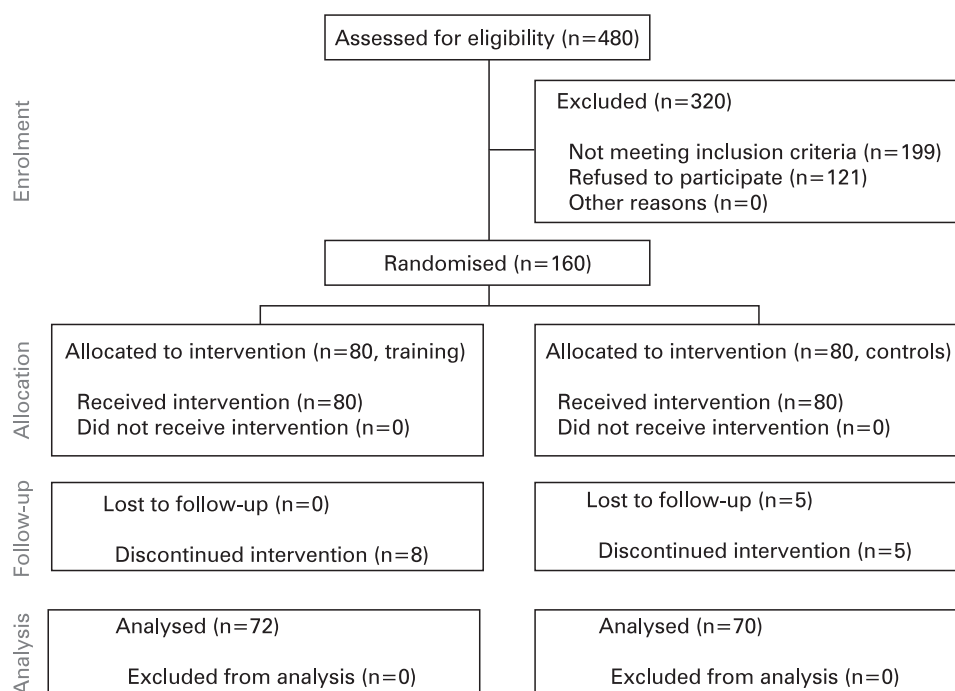 Assessed for eligibility (n=480)
Enrolment
Excluded (n=320)
Not meeting inclusion criteria (n=199)
Refused to participate (n=121)
Other reasons (n=0)
Randomised (n=160)
Allocation
Allocated to intervention (n=80, training)
Received intervention (n=80)
Did not receive intervention (n=0)
Allocated to intervention (n=80, controls)
Received intervention (n=80)
Did not receive intervention (n=0)
Follow-up
Lost to follow-up (n=0)
Discontinued intervention (n=8)
Lost to follow-up (n=5)
Discontinued intervention (n=5)
Analysis
Analysed (n=72)
Excluded from analysis (n=0)
Analysed (n=70)
Excluded from analysis (n=0)